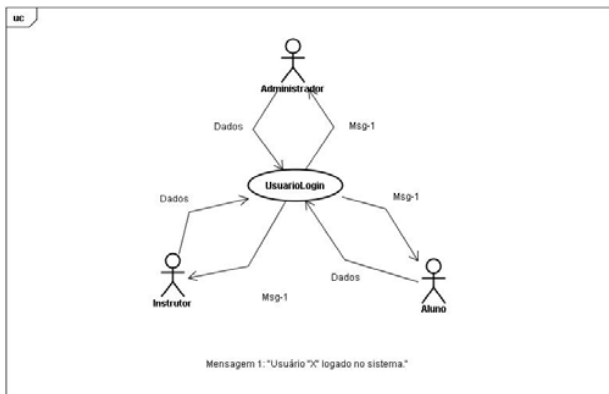 uc
Administrador
Dados
Msg-1
UsuarioLogin
Dados
Msg-1
Instrutor
Msg-1
Dados
Aluno
Mensagem 1: "Usuário "X" logado no sistema."